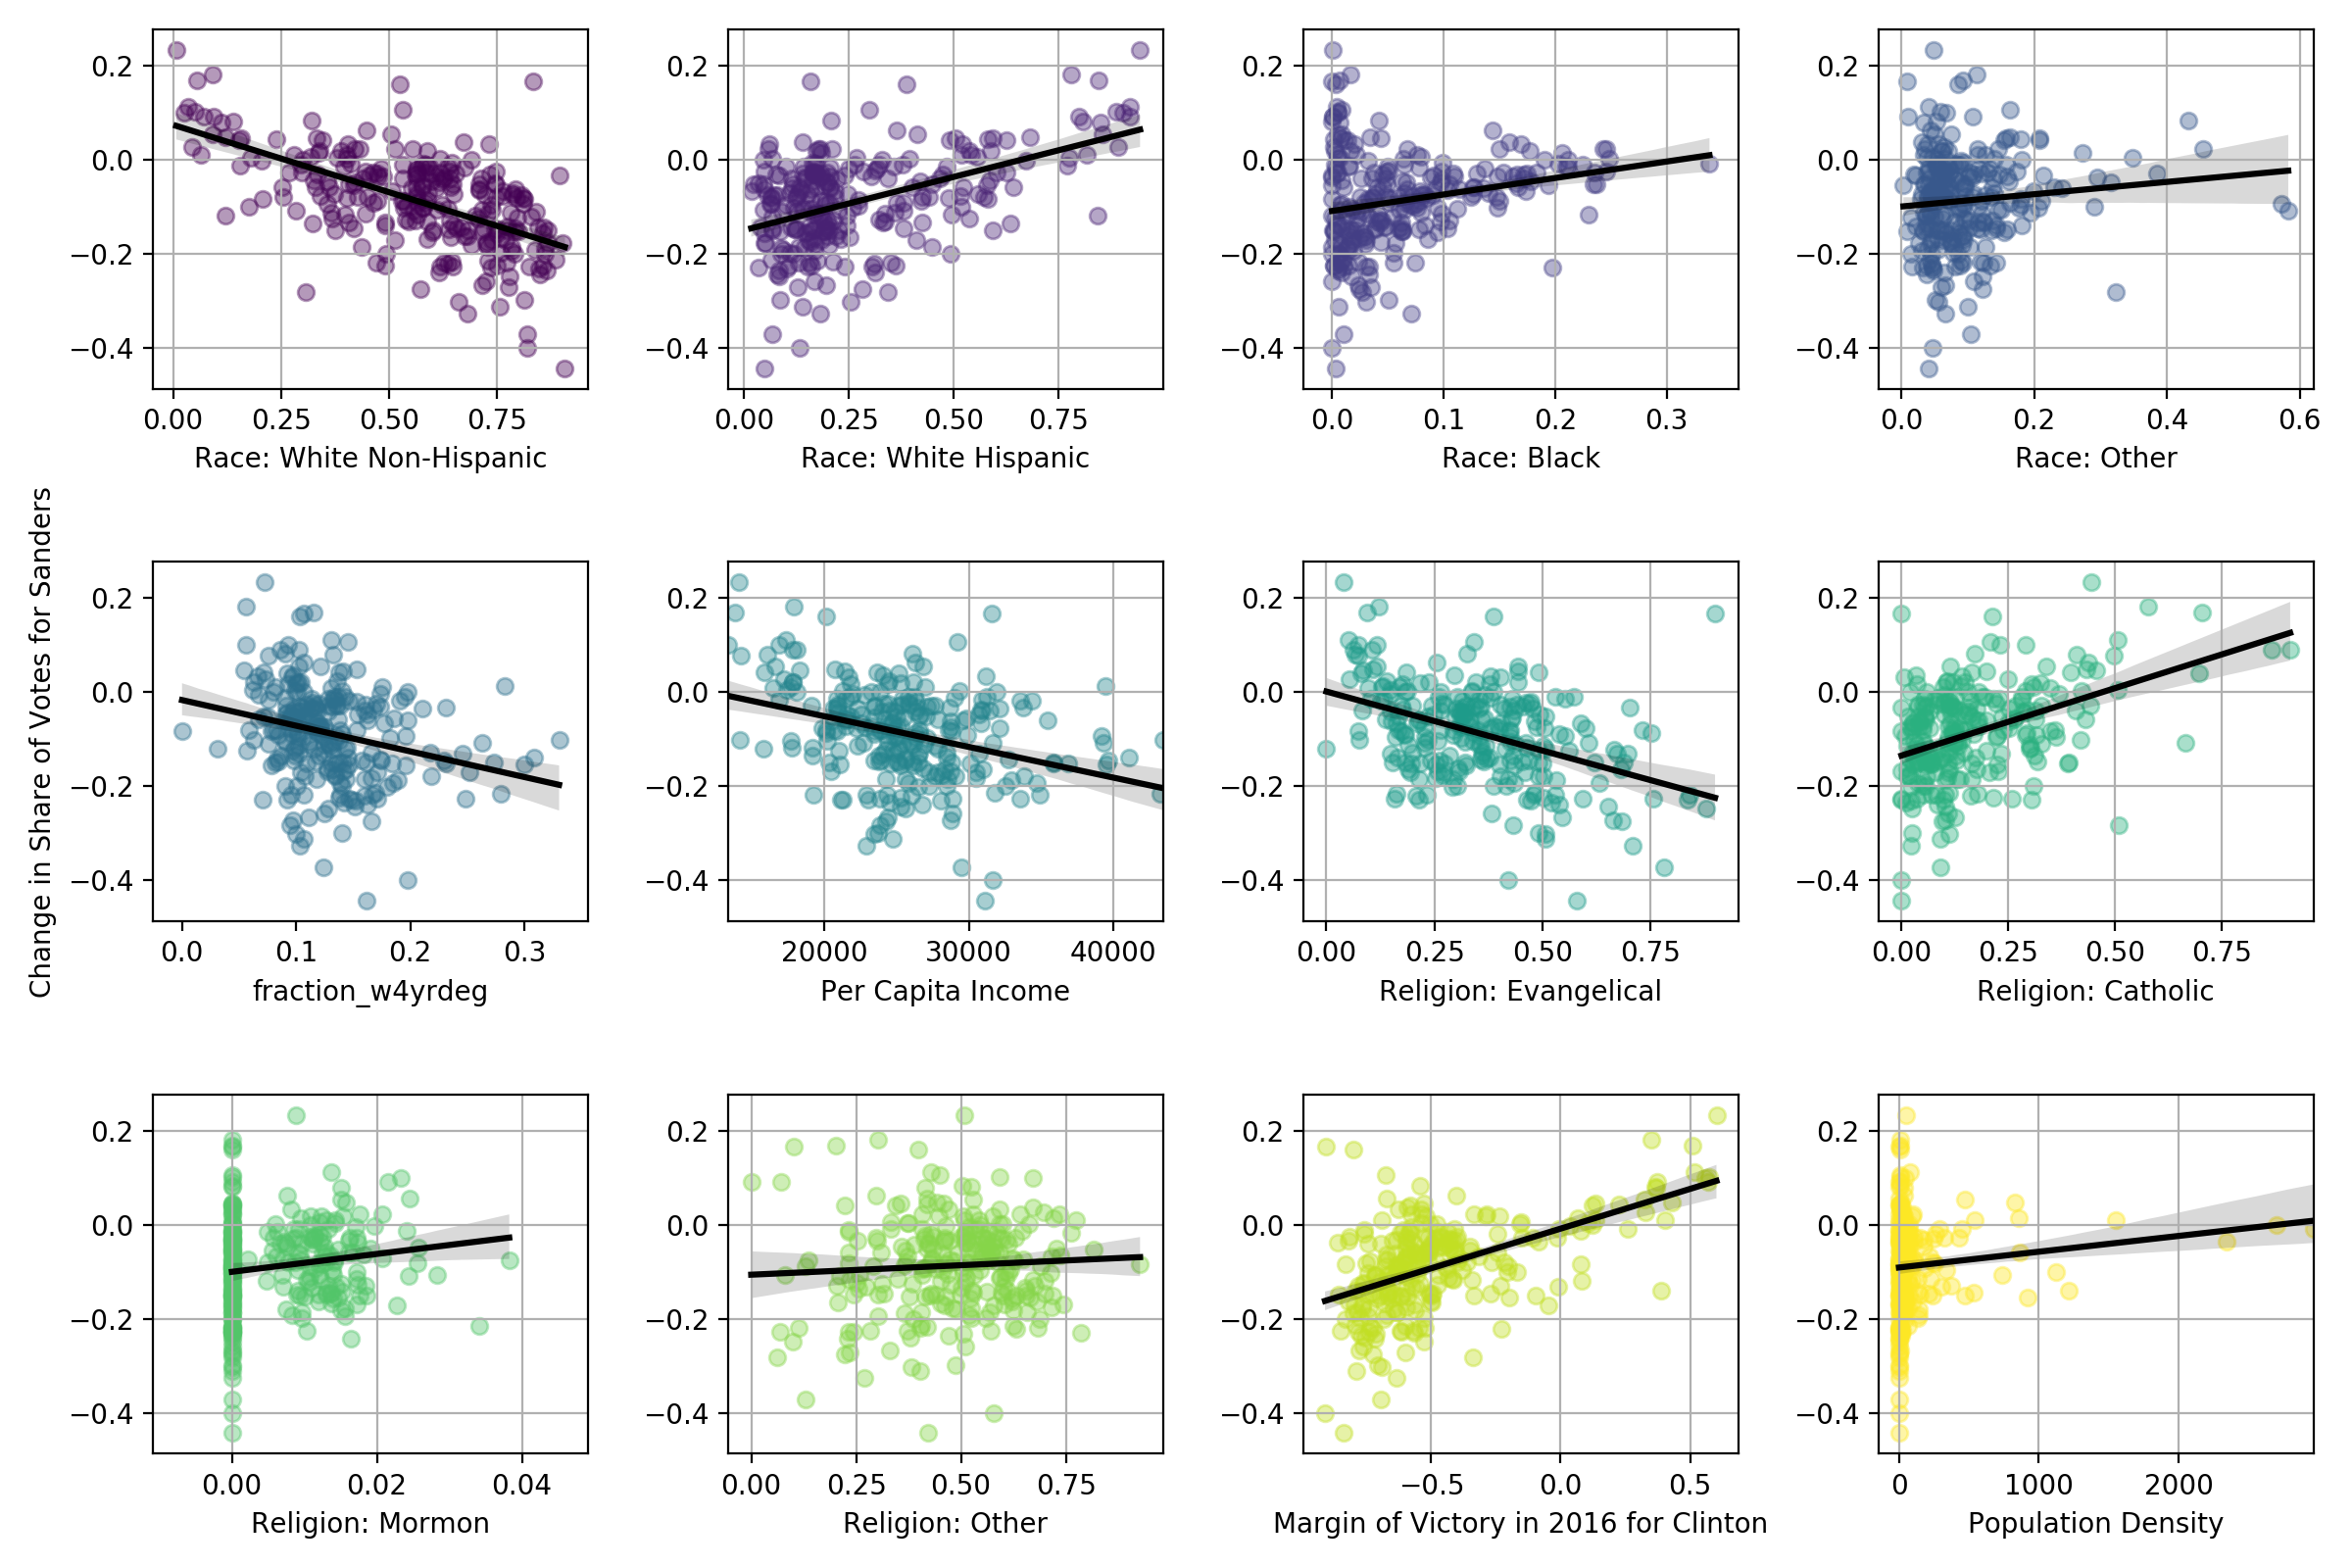 Change in Share of Votes for Sanders
0.2
0.0
−0.2
−0.4
0.00 0.25 0.50 0.75
Race: White Non-Hispanic
0.2
0.0
−0.2
−0.4
0.00 0.25 0.50 0.75
Race: White Hispanic
0.2
0.0
−0.2
−0.4
0.0 0.1 0.2 0.3
Race: Black
0.2
0.0
−0.2
−0.4
0.0 0.2 0.4 0.6
Race: Other
0.2
0.0
−0.2
−0.4
0.0 0.1 0.2 0.3
fraction_w4yrdeg
0.2
0.0
−0.2
−0.4
20000 30000 40000
Per Capita Income
0.2
0.0
−0.2
−0.4
0.00 0.25 0.50 0.75
Religion: Evangelical
0.2
0.0
−0.2
−0.4
0.00 0.25 0.50 0.75
Religion: Catholic
0.2
0.0
−0.2
−0.4
0.00 0.02 0.04
Religion: Mormon
0.2
0.0
−0.2
−0.4
0.00 0.25 0.50 0.75
Religion: Other
0.2
0.0
−0.2
−0.4
−0.5 0.0 0.5
Margin of Victory in 2016 for Clinton
0.2
0.0
−0.2
−0.4
0 1000 2000
Population Density